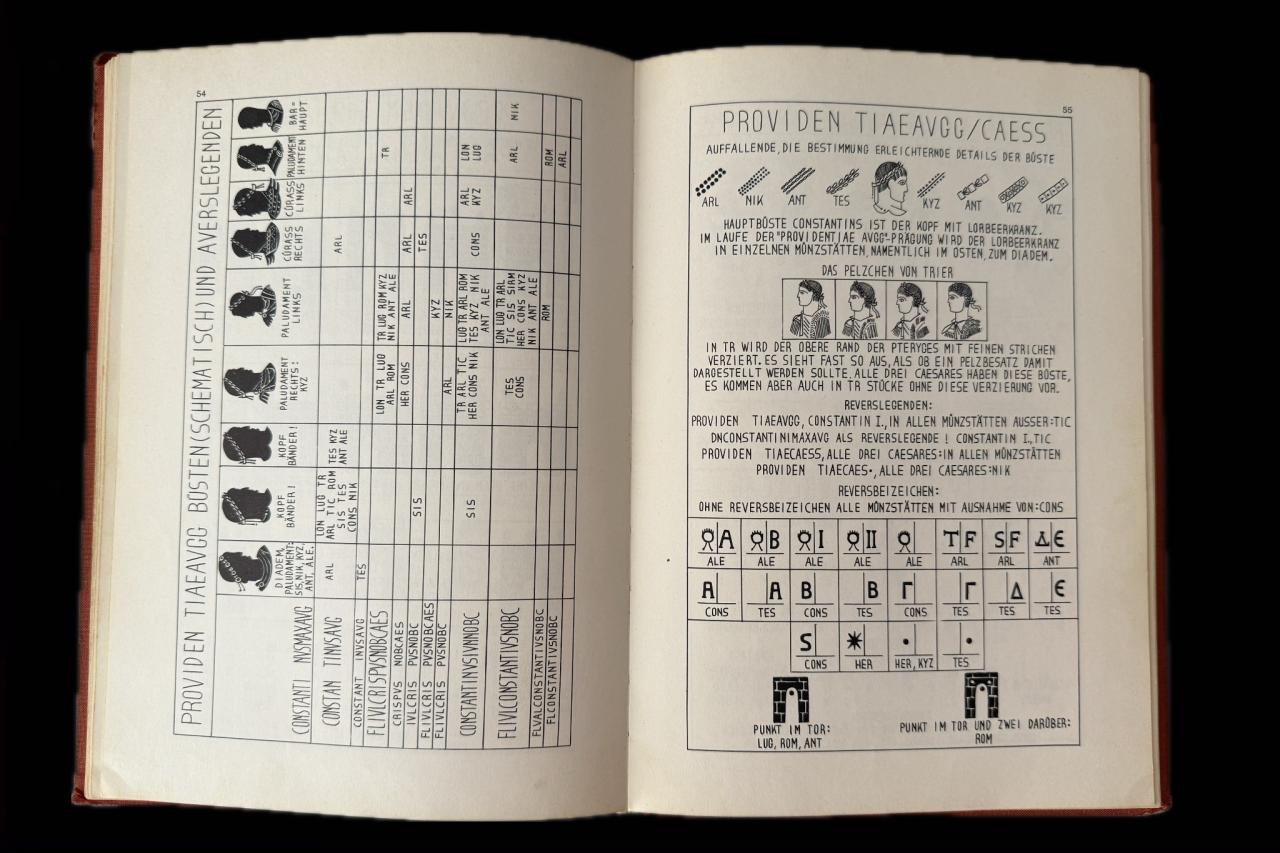 54
PROVIDEN TIAEAVGG BÜSTEN(SCHEMATISCH) UND AVERSLEGENDEN
DIADEM, PALUDAMENT: SIS, NIK, KYZ, ANT, ALE.
KOPF BÄNDER!
KOPF BÄNDER!
PALUDAMENT RECHTS: KYZ
PALUDAMENT LINKS
CÜRASS RECHTS
CÜRASS LINKS
PALUDAMENT HINTEN
BAR= HAUPT
CONSTANTI NVSMAXAVG
CONSTAN TINVSAVG
ARL
LON LUG TR
ARL TIC ROM
SIS TES
CONS NIK
TES KYZ
ANT ALE
ARL
CONSTANT INVSAVG
TES
FLIVLCRISPVSNOBCAES
LON TR LUG
ARL ROM
TR LUG ROM KYZ
NIK ANT ALE
TR
CRISPVS NOBCAES
HER CONS
ARL
ARL
ARL
IVLCRIS PVSNOBC
SIS
TES
FLIVLCRIS PVSNOBCAES
KYZ
FLIVLCRIS PVSNOBC
ARL
NIK
CONSTANTINVSIVNNOBC
SIS
TR ARL TIC
HER CONS NIK
LUG TR ARL ROM
TES KYZ NIK
ANT ALE
CONS
ARL
KYZ
LON
LUG
FLIVLCONSTANTIVSNOBC
TES
CONS
LON LUG TR ARL
TIC SIS SIRM
HER CONS KYZ
NIK ANT ALE
ARL
NIK
FLVALCONSTANTIVSNOBC
ROM
ROM
FLCONSTANTIVSNOBC
ARL
55
PROVIDEN TIAEAVGG/CAESS
AUFFALLENDE, DIE BESTIMMUNG ERLEICHTERNDE DETAILS DER BÜSTE
ARL NIK ANT TES KYZ ANT KYZ KYZ
HAUPTBÜSTE CONSTANTINS IST DER KOPF MIT LORBEERKRANZ.
IM LAUFE DER "PROVIDENTIAE AVGG"-PRÄGUNG WIRD DER LORBEERKRANZ
IN EINZELNEN MÜNZSTÄTTEN, NAMENTLICH IM OSTEN, ZUM DIADEM.
DAS PELZCHEN VON TRIER
IN TR WIRD DER OBERE RAND DER PTERYGES MIT FEINEN STRICHEN
VERZIERT. ES SIEHT FAST SO AUS, ALS OB EIN PELZBESATZ DAMIT
DARGESTELLT WERDEN SOLLTE. ALLE DREI CAESARES HABEN DIESE BÜSTE,
ES KOMMEN ABER AUCH IN TR STÜCKE OHNE DIESE VERZIERUNG VOR.
REVERSLEGENDEN:
PROVIDEN TIAEAVGG, CONSTANTIN I., IN ALLEN MÜNZSTÄTTEN AUSSER:TIC
DNCONSTANTINIMAXAVG ALS REVERSLEGENDE! CONSTANTIN I.,TIC
PROVIDEN TIAECAESS, ALLE DREI CAESARES:IN ALLEN MÜNZSTÄTTEN
PROVIDEN TIAECAES•, ALLE DREI CAESARES:NIK
REVERSBEIZEICHEN:
OHNE REVERSBEIZEICHEN ALLE MÜNZSTÄTTEN MIT AUSNAHME VON:CONS
A B I II T F S F Є
ALE ALE ALE ALE ALE ARL ARL ANT
A A B B Γ Γ Δ Є
CONS TES CONS TES CONS TES TES TES
S ✷ • •
CONS HER HER, KYZ TES
PUNKT IM TOR:
LUG, ROM, ANT
PUNKT IM TOR UND ZWEI DARÜBER:
ROM